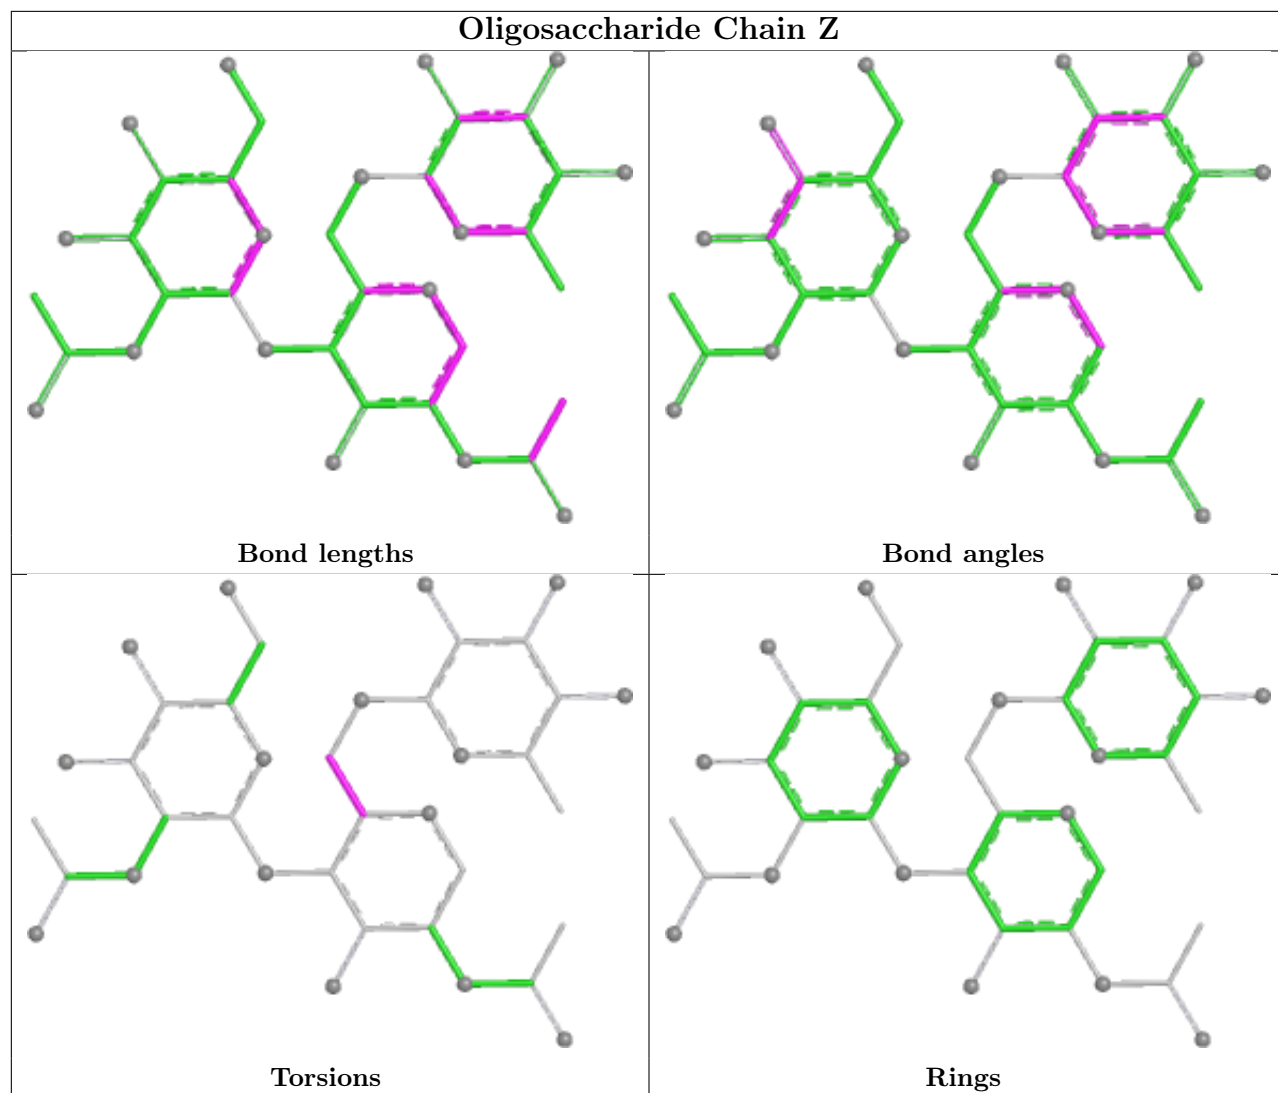 Oligosaccharide Chain Z
Bond lengths
Bond angles
Torsions
Rings